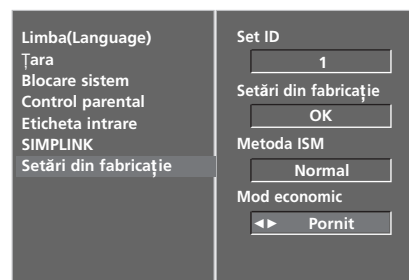 Limba(Language)
Țara
Blocare sistem
Control parental
Eticheta intrare
SIMPLINK
Setări din fabricație
Set ID
1
Setări din fabricație
OK
Metoda ISM
Normal
Mod economic
◄► Pornit